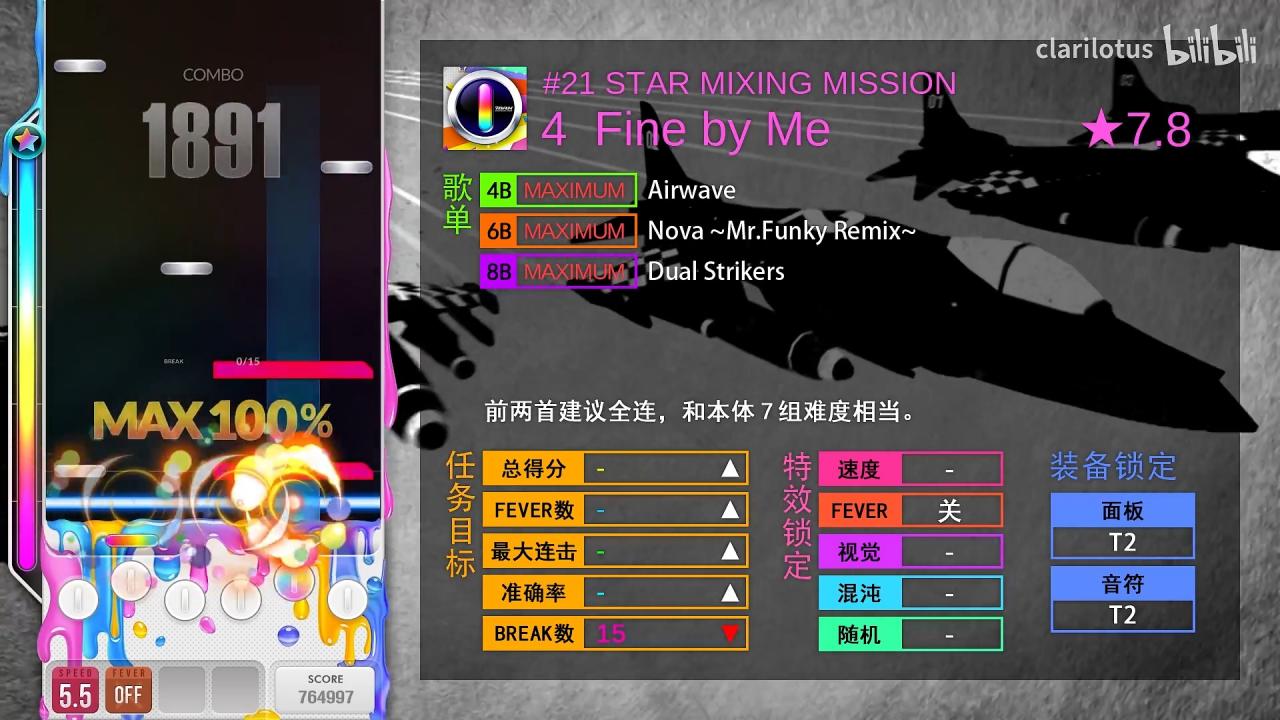 clarilotus bilibili
COMBO
1891
BREAK 0/15
MAX 100%
SPEED
5.5
FEVER
OFF
SCORE
764997
#21 STAR MIXING MISSION
4 Fine by Me
★7.8
歌单
4B MAXIMUM Airwave
6B MAXIMUM Nova ~Mr.Funky Remix~
8B MAXIMUM Dual Strikers
前两首建议全连，和本体7组难度相当。
任务目标
总得分 - ▲
FEVER数 - ▲
最大连击 - ▲
准确率 - ▲
BREAK数 15 ▼
特效锁定
速度 -
FEVER 关
视觉 -
混沌 -
随机 -
装备锁定
面板
T2
音符
T2